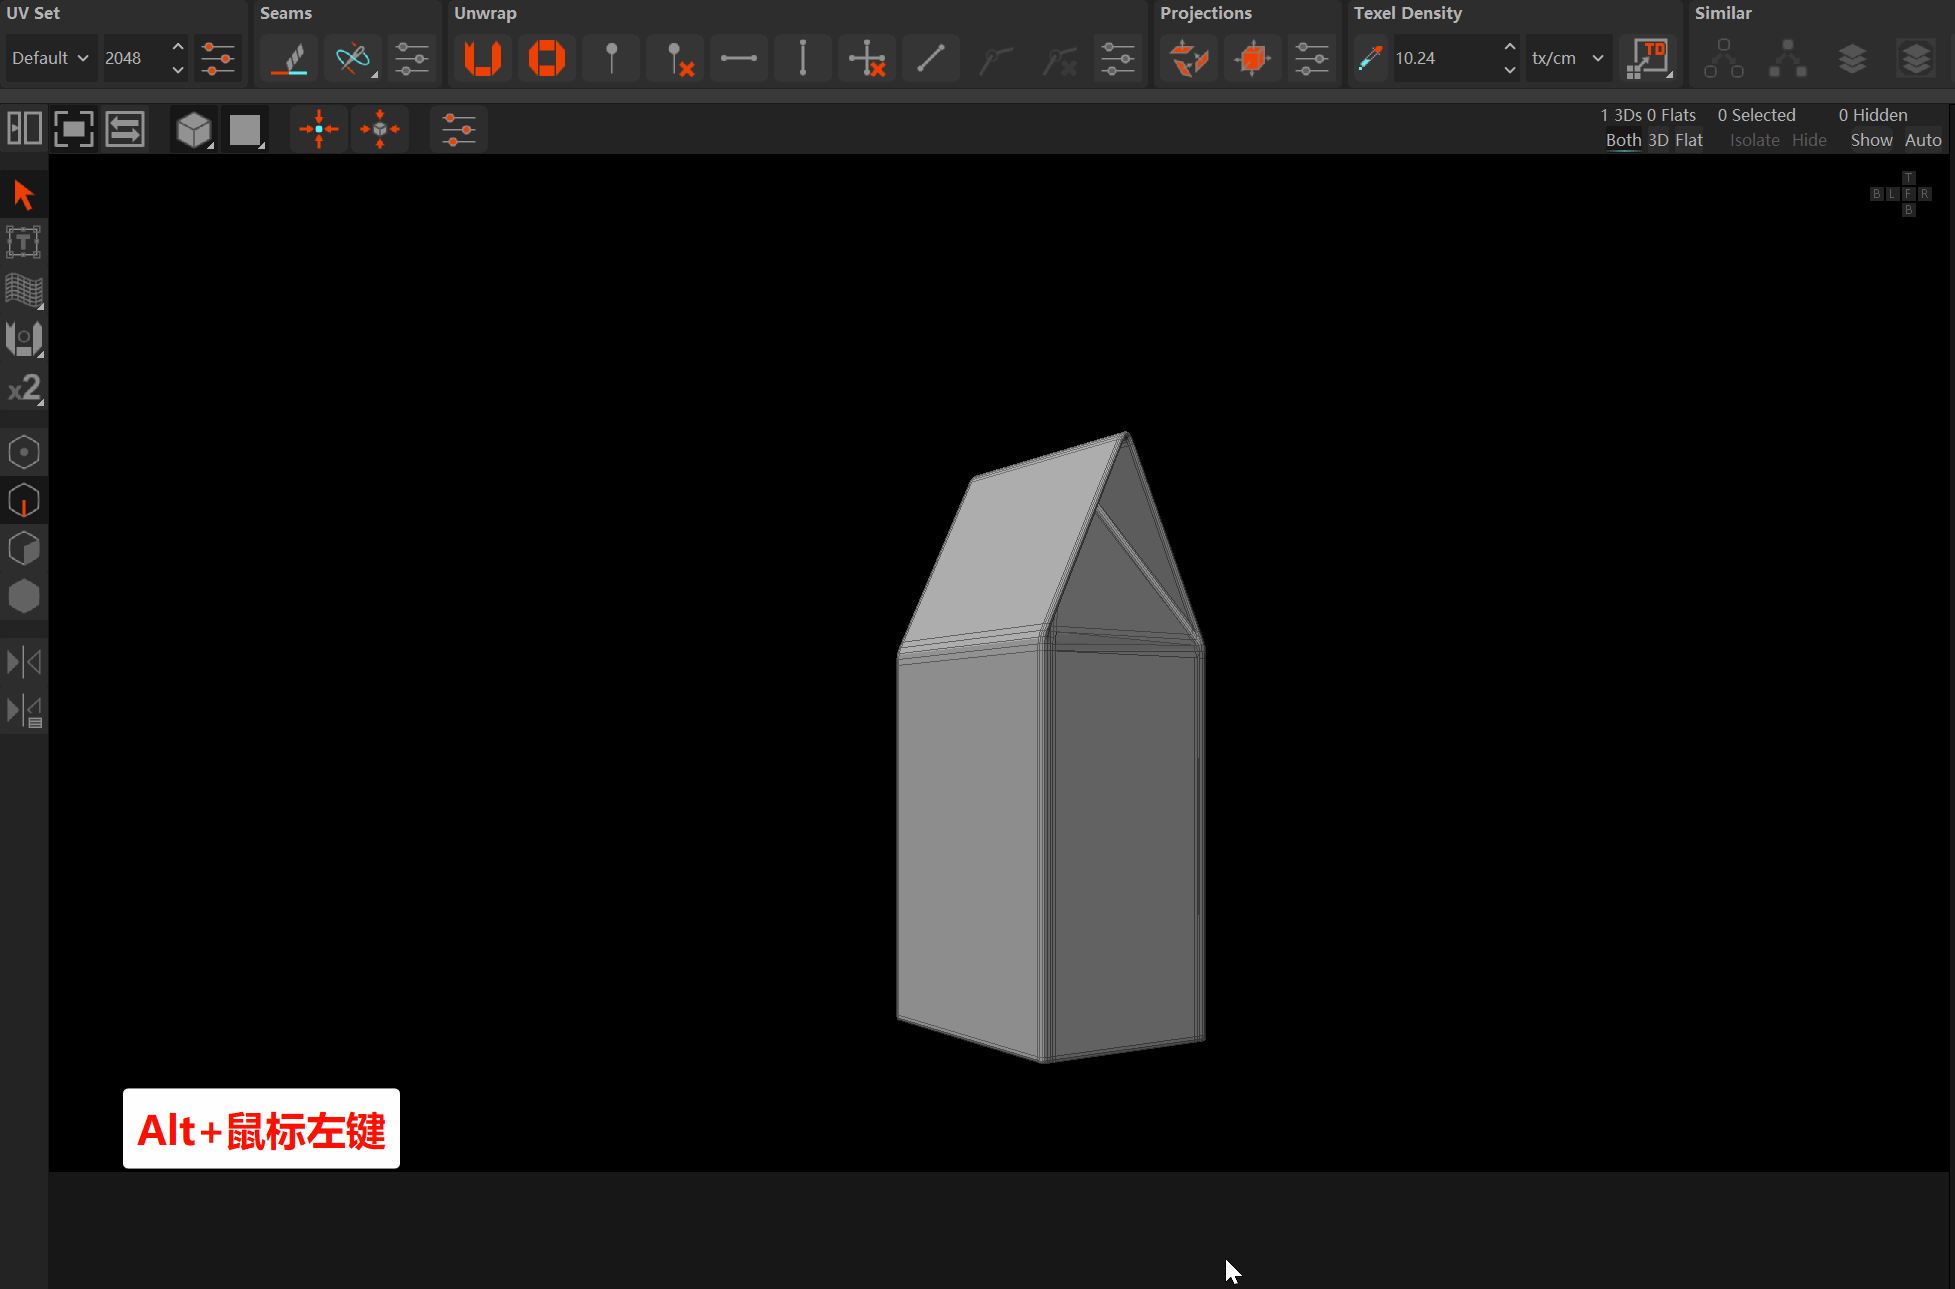 UV Set
Seams
Unwrap
Projections
Texel Density
Similar
Default
2048
10.24
tx/cm
TD
1 3Ds 0 Flats
0 Selected
0 Hidden
Both 3D Flat
Isolate Hide
Show Auto
T
B L F R
B
T
x2
Alt+鼠标左键